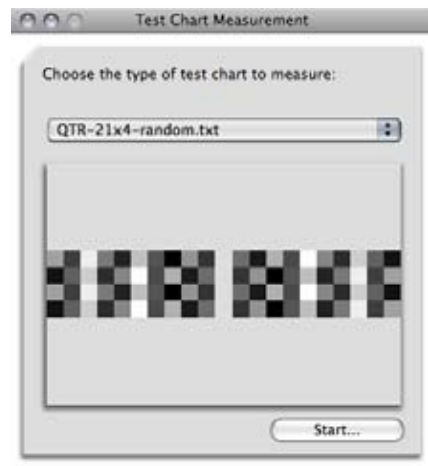 Test Chart Measurement
Choose the type of test chart to measure:
QTR-21x4-random.txt
Start...